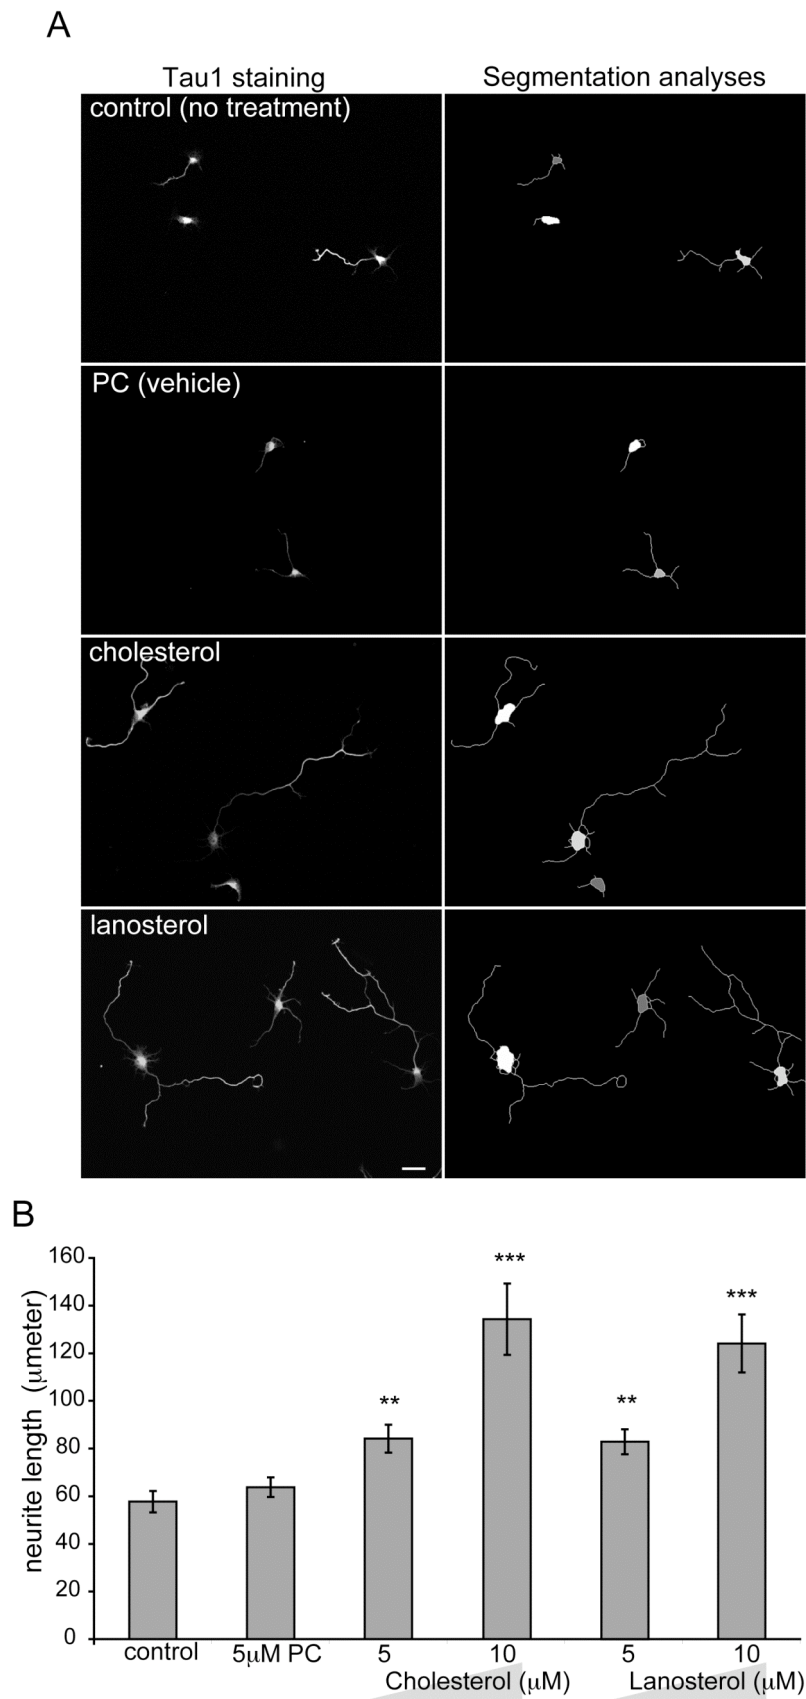 A
Tau1 staining
Segmentation analyses
control (no treatment)
PC (vehicle)
cholesterol
lanosterol
B
neurite length (μmeter)
160
140
120
100
80
60
40
20
0
***
***
**
**
control
5μM PC
5
10
5
10
Cholesterol (μM)
Lanosterol (μM)